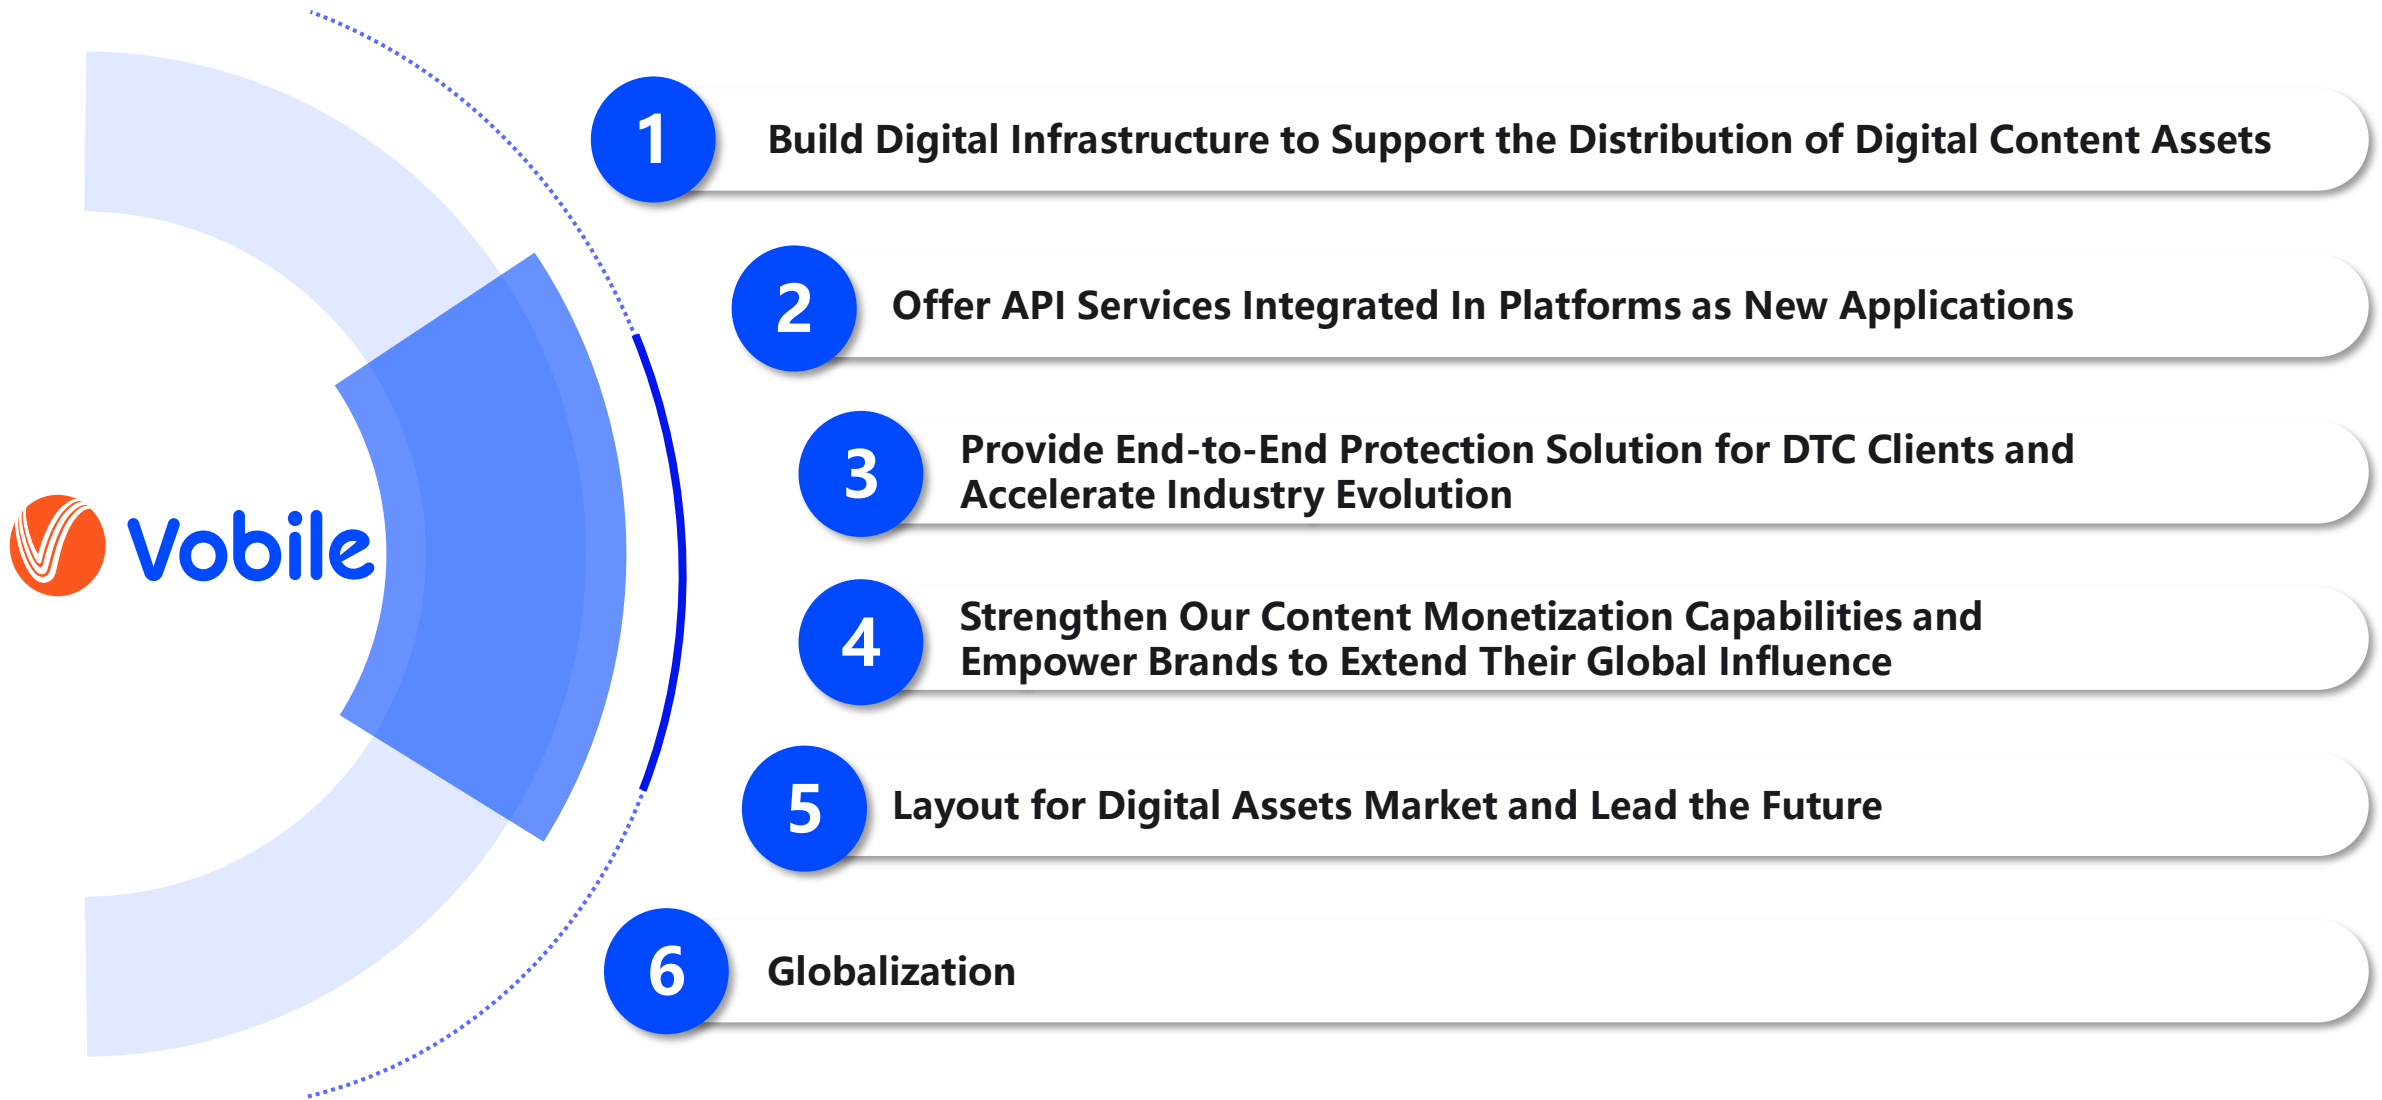 Vobile
1
Build Digital Infrastructure to Support the Distribution of Digital Content Assets
2
Offer API Services Integrated In Platforms as New Applications
3
Provide End-to-End Protection Solution for DTC Clients and
Accelerate Industry Evolution
4
Strengthen Our Content Monetization Capabilities and
Empower Brands to Extend Their Global Influence
5
Layout for Digital Assets Market and Lead the Future
6
Globalization